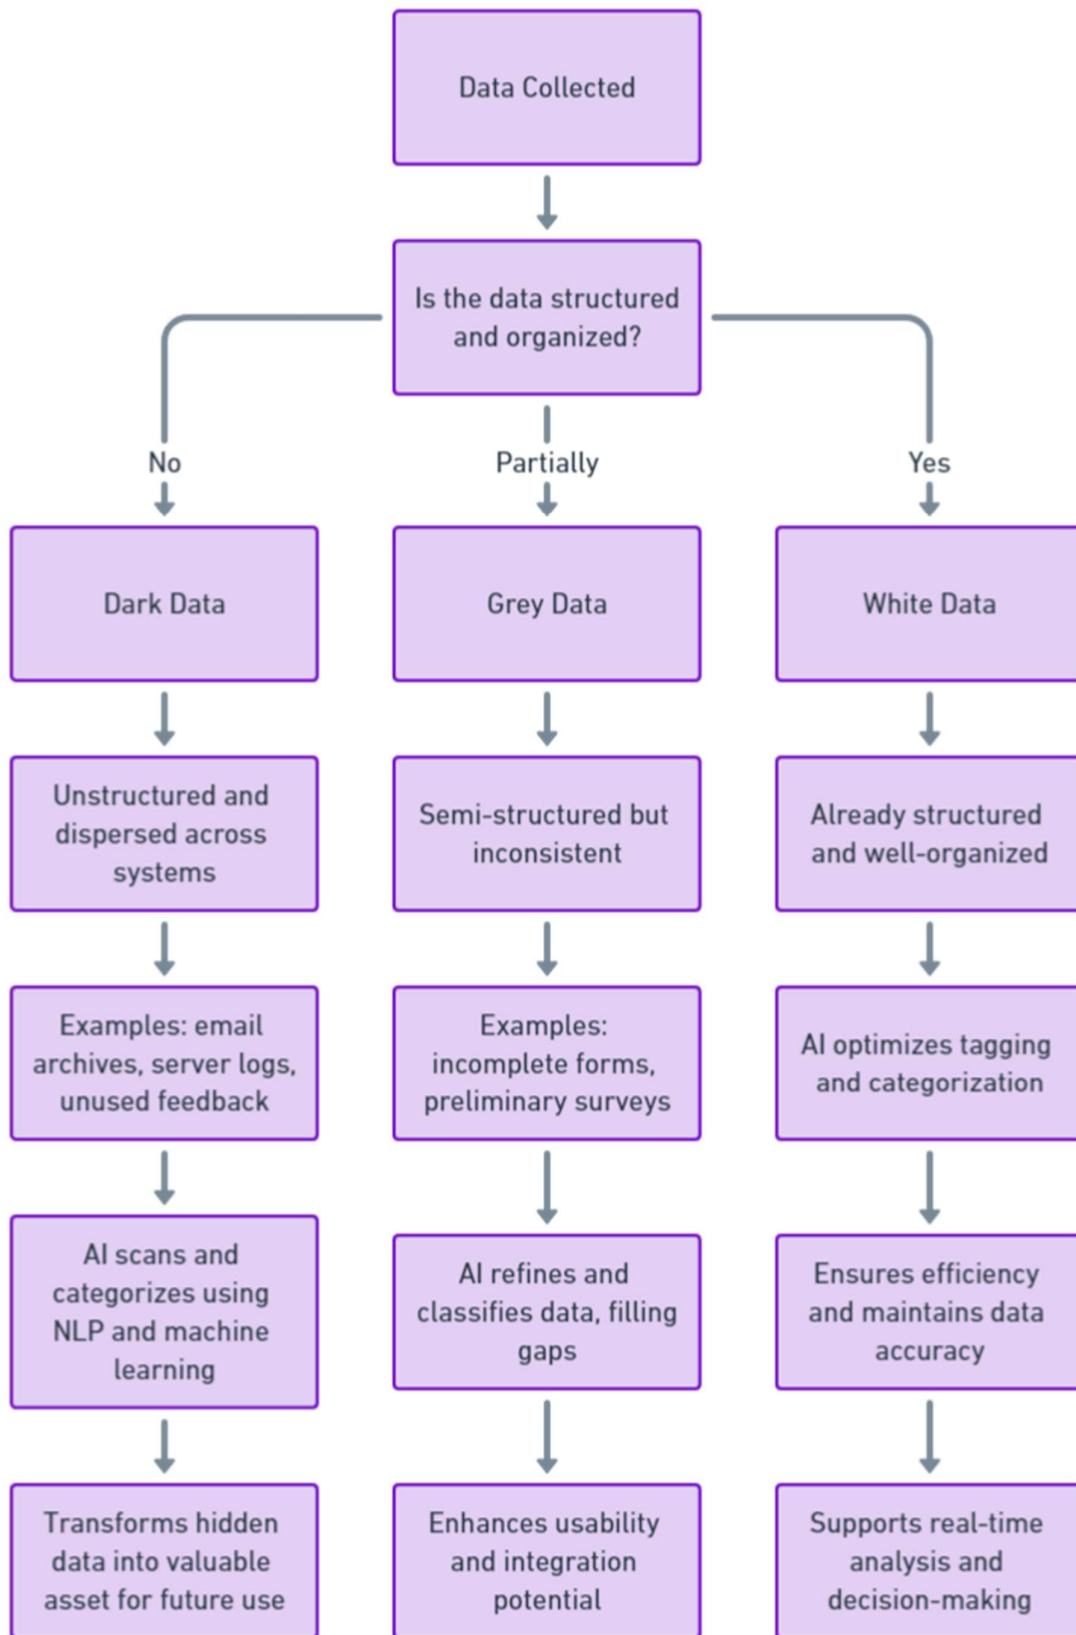 Data Collected
Is the data structured
and organized?
No
Partially
Yes
Dark Data
Grey Data
White Data
Unstructured and
dispersed across
systems
Semi-structured but
inconsistent
Already structured
and well-organized
Examples: email
archives, server logs,
unused feedback
Examples:
incomplete forms,
preliminary surveys
AI optimizes tagging
and categorization
AI scans and
categorizes using
NLP and machine
learning
AI refines and
classifies data, filling
gaps
Ensures efficiency
and maintains data
accuracy
Transforms hidden
data into valuable
asset for future use
Enhances usability
and integration
potential
Supports real-time
analysis and
decision-making